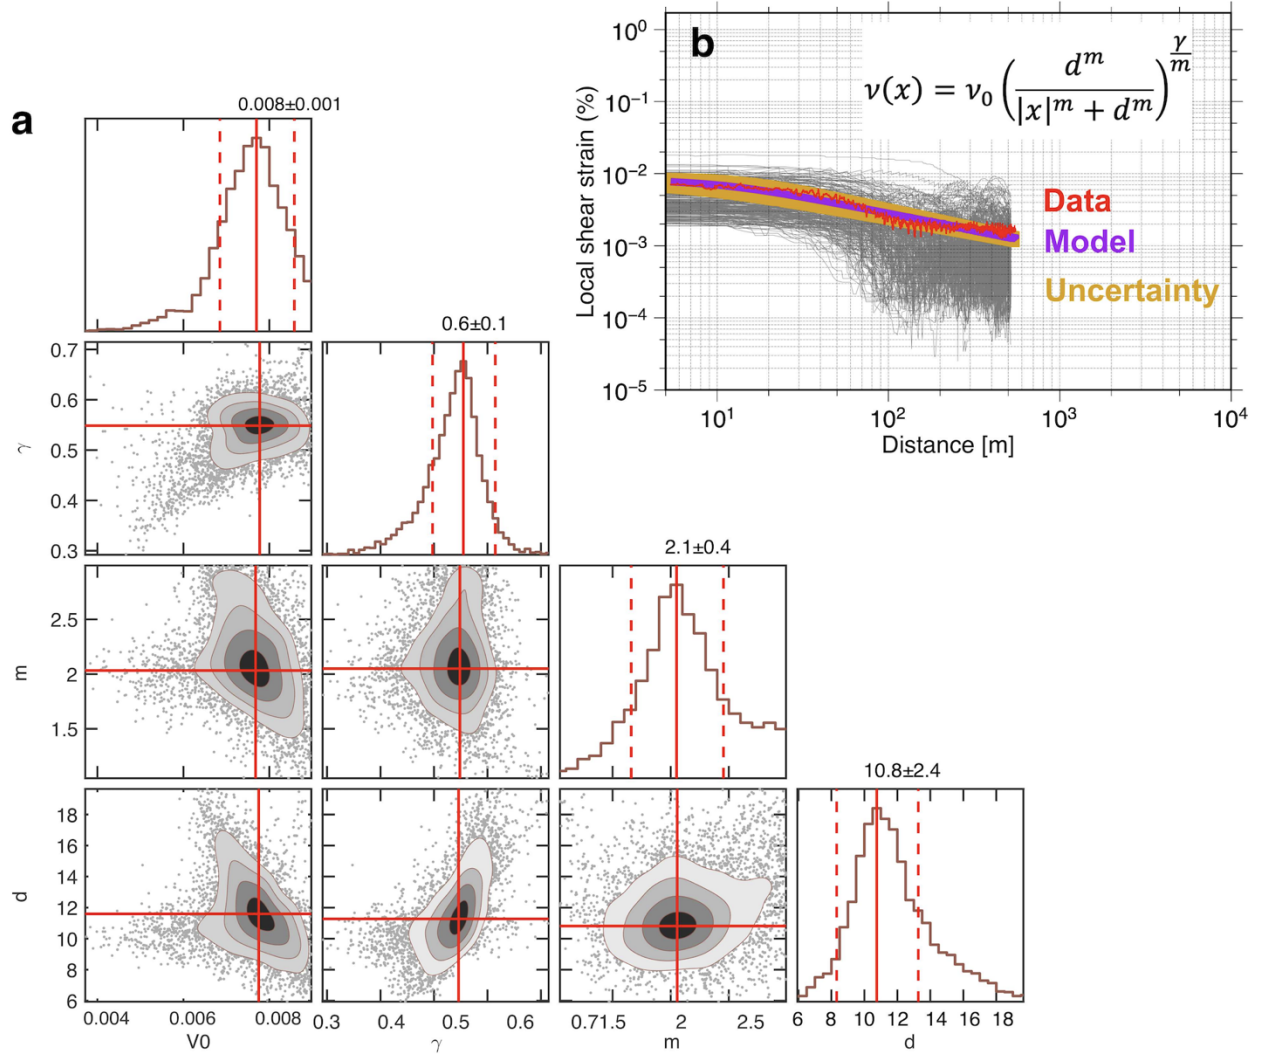 a
0.008±0.001
0.6±0.1
2.1±0.4
10.8±2.4
0.7
0.6
0.5
0.4
0.3
γ
2.5
2
1.5
m
18
16
14
12
10
8
6
d
0.004 0.006 0.008
V0
0.3 0.4 0.5 0.6
γ
0.71.5 2 2.5
m
6 8 10 12 14 16 18
d
b
ν(x) = ν₀ (dᵐ / (|x|ᵐ + dᵐ))^(γ/m)
Local shear strain (%)
10⁰
10⁻¹
10⁻²
10⁻³
10⁻⁴
10⁻⁵
Data
Model
Uncertainty
10¹ 10² 10³ 10⁴
Distance [m]